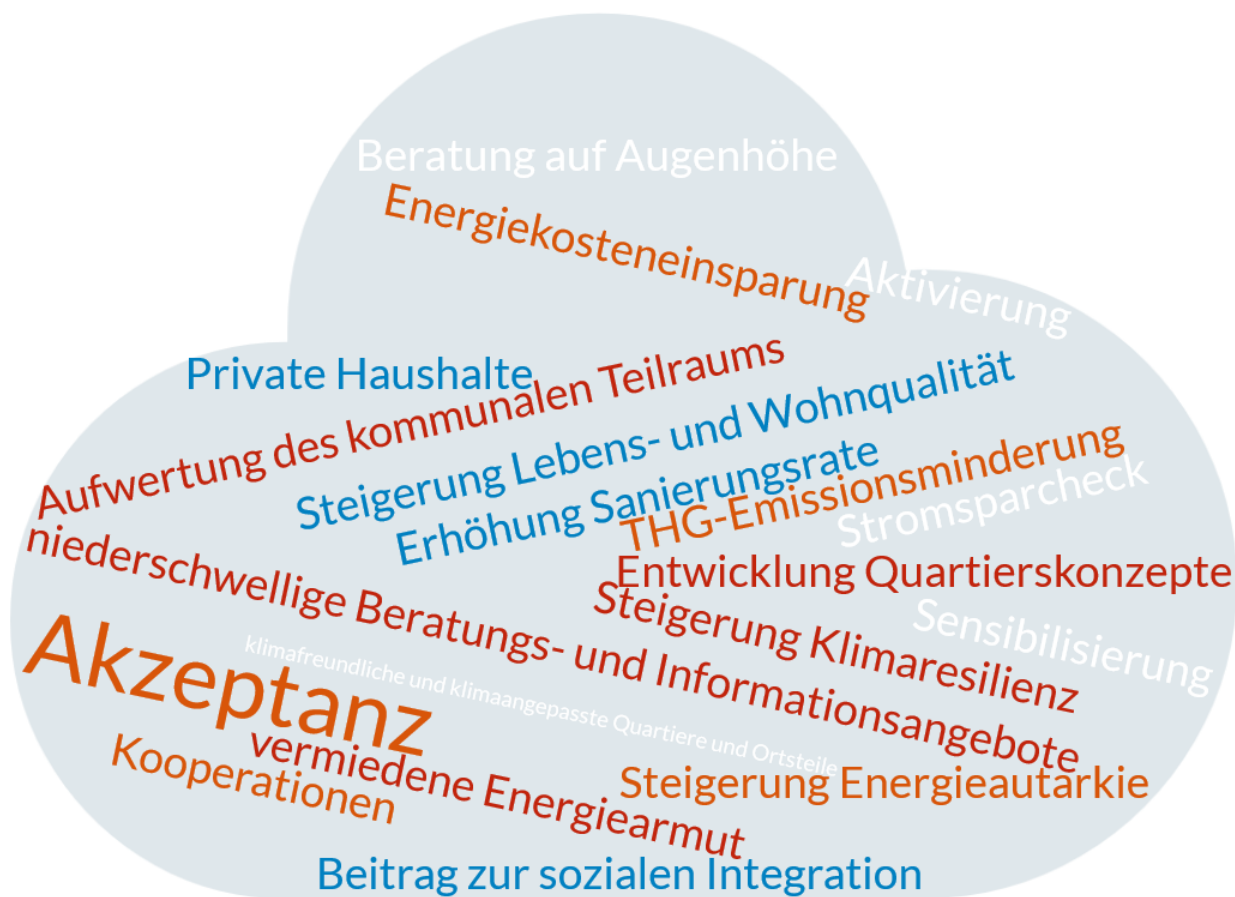 Beratung auf Augenhöhe
Energiekosteneinsparung
Aktivierung
Private Haushalte
Aufwertung des kommunalen Teilraums
Steigerung Lebens- und Wohnqualität
Erhöhung Sanierungsrate
THG-Emissionsminderung
Stromsparcheck
niederschwellige Beratungs- und Informationsangebote
Entwicklung Quartierskonzepte
Steigerung Klimaresilienz
Sensibilisierung
Akzeptanz
klimafreundliche und klimaangepasste Quartiere und Ortsteile
Kooperationen
vermiedene Energiearmut
Steigerung Energieautarkie
Beitrag zur sozialen Integration